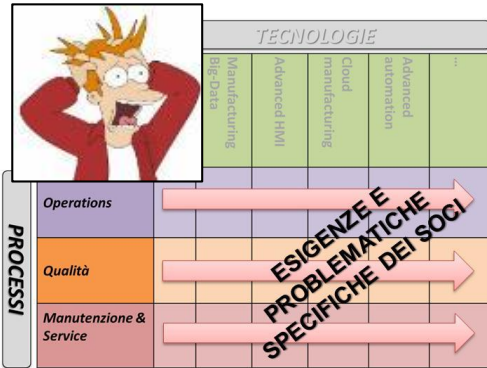 TECNOLOGIE
Manufacturing
Big-Data
Advanced HMI
Cloud
manufacturing
Advanced
automation
...
PROCESSI
Operations
Qualità
Manutenzione &
Service
ESIGENZE E
PROBLEMATICHE
SPECIFICHE DEI SOCI